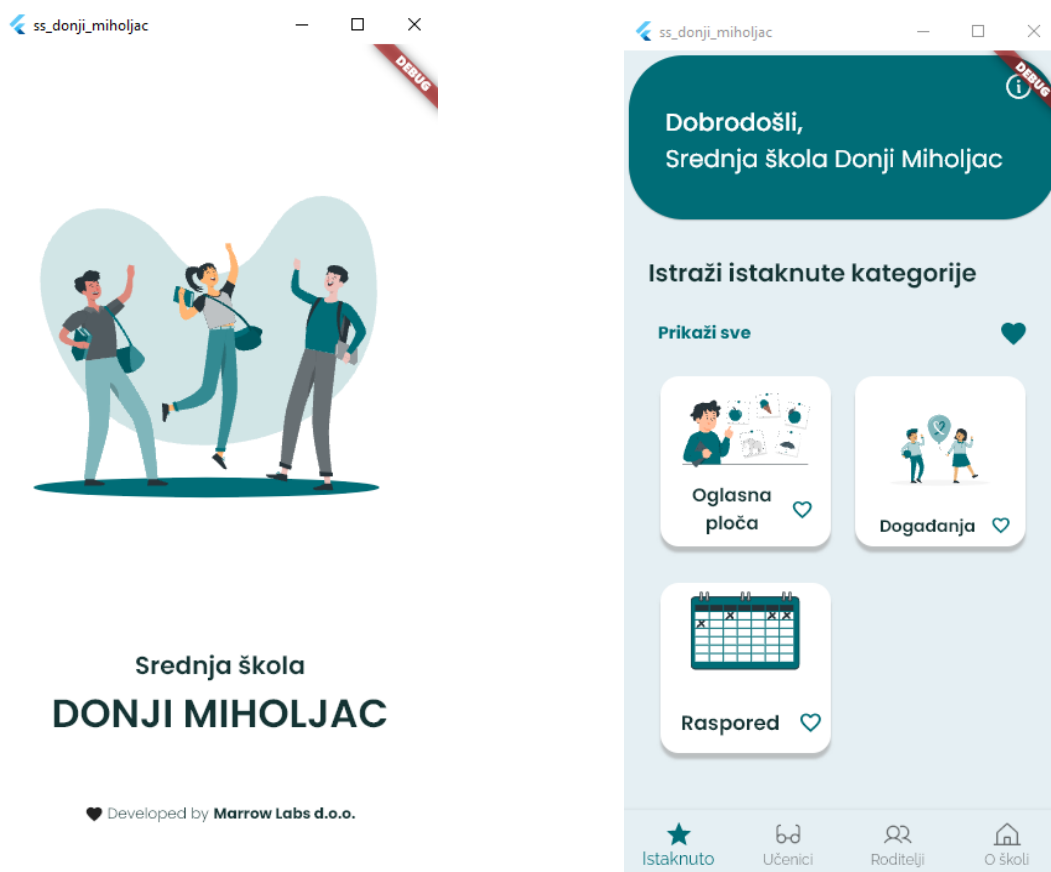 ss_donji_miholjac
DEBUG
Srednja škola
DONJI MIHOLJAC
Developed by Marrow Labs d.o.o.
ss_donji_miholjac
DEBUG
Dobrodošli,
Srednja škola Donji Miholjac
Istraži istaknute kategorije
Prikaži sve
Oglasna
ploča
Događanja
Raspored
Istaknuto
Učenici
Roditelji
O školi